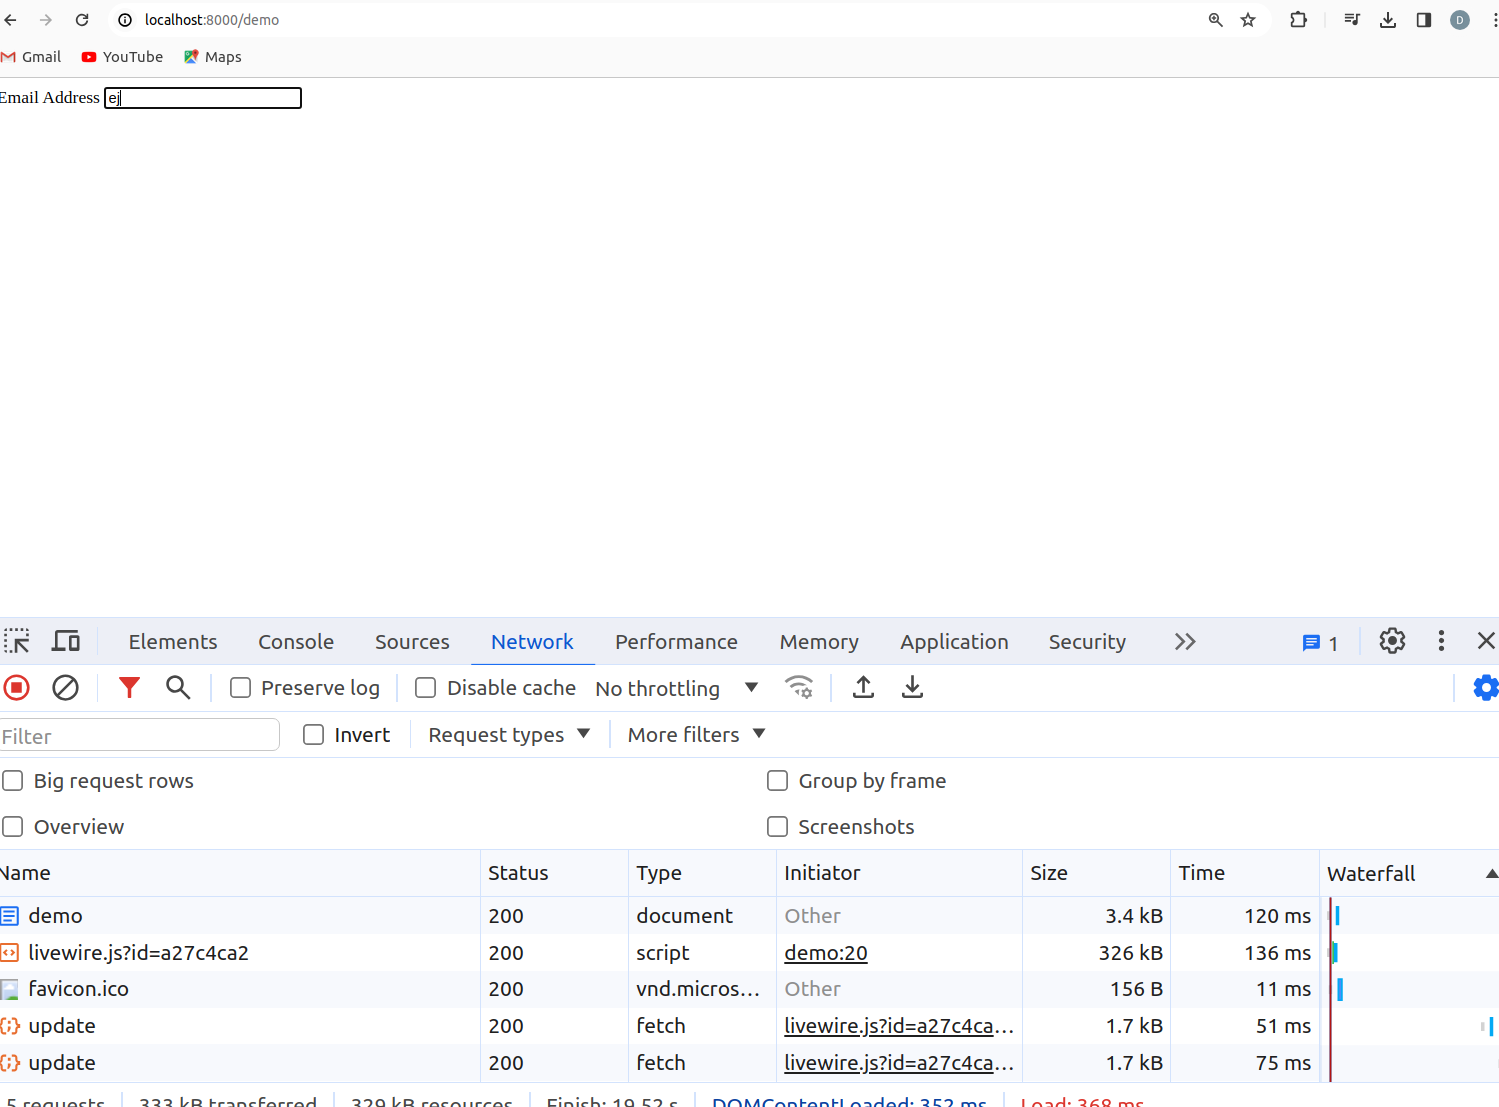 localhost:8000/demo
D
Gmail YouTube Maps
Email Address ej
Elements Console Sources Network Performance Memory Application Security 1
Preserve log Disable cache No throttling
Filter Invert Request types More filters
Big request rows Group by frame
Overview Screenshots
Name Status Type Initiator Size Time Waterfall
demo 200 document Other 3.4 kB 120 ms
livewire.js?id=a27c4ca2 200 script demo:20 326 kB 136 ms
favicon.ico 200 vnd.micros... Other 156 B 11 ms
update 200 fetch livewire.js?id=a27c4ca... 1.7 kB 51 ms
update 200 fetch livewire.js?id=a27c4ca... 1.7 kB 75 ms
5 requests 333 kB transferred 329 kB resources Finish: 19.52 s DOMContentLoaded: 352 ms Load: 368 ms